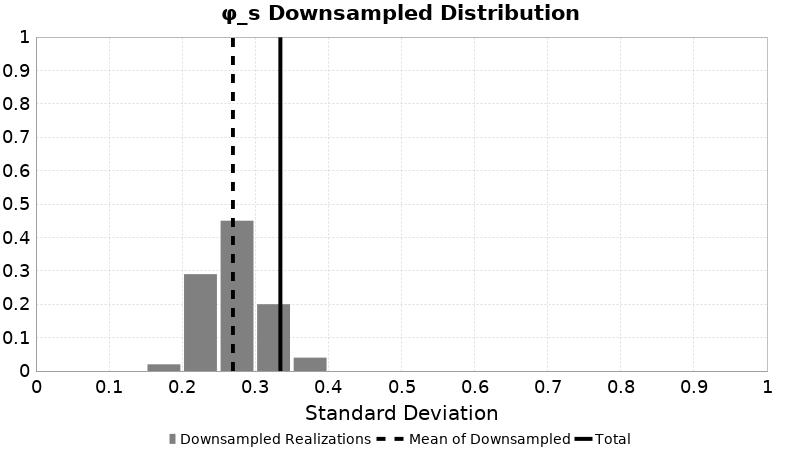 φ_s Downsampled Distribution
1
0.9
0.8
0.7
0.6
0.5
0.4
0.3
0.2
0.1
0
0 0.1 0.2 0.3 0.4 0.5 0.6 0.7 0.8 0.9 1
Standard Deviation
Downsampled Realizations Mean of Downsampled Total